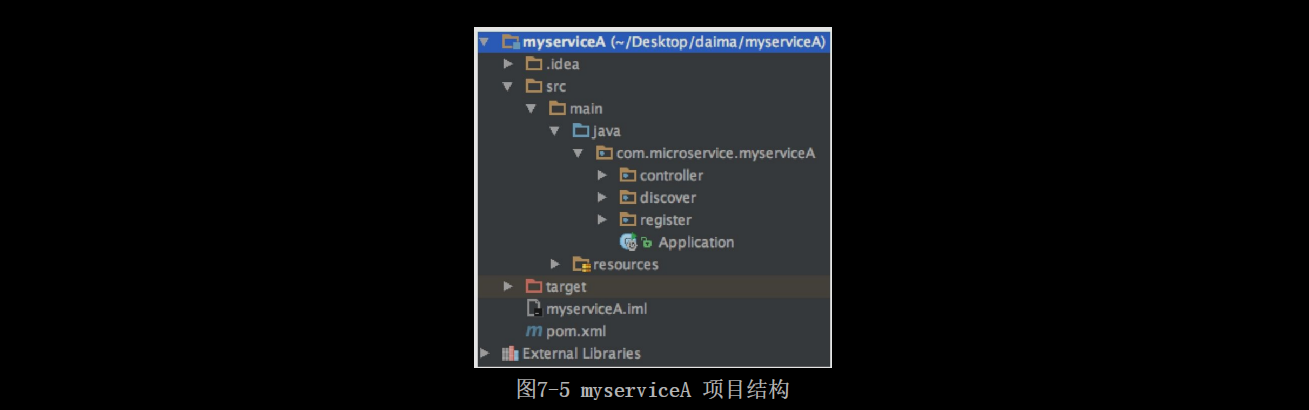 myserviceA (~/Desktop/daima/myserviceA)
.idea
src
main
java
com.microservice.myserviceA
controller
discover
register
Application
resources
target
myserviceA.iml
pom.xml
External Libraries
图7-5 myserviceA 项目结构